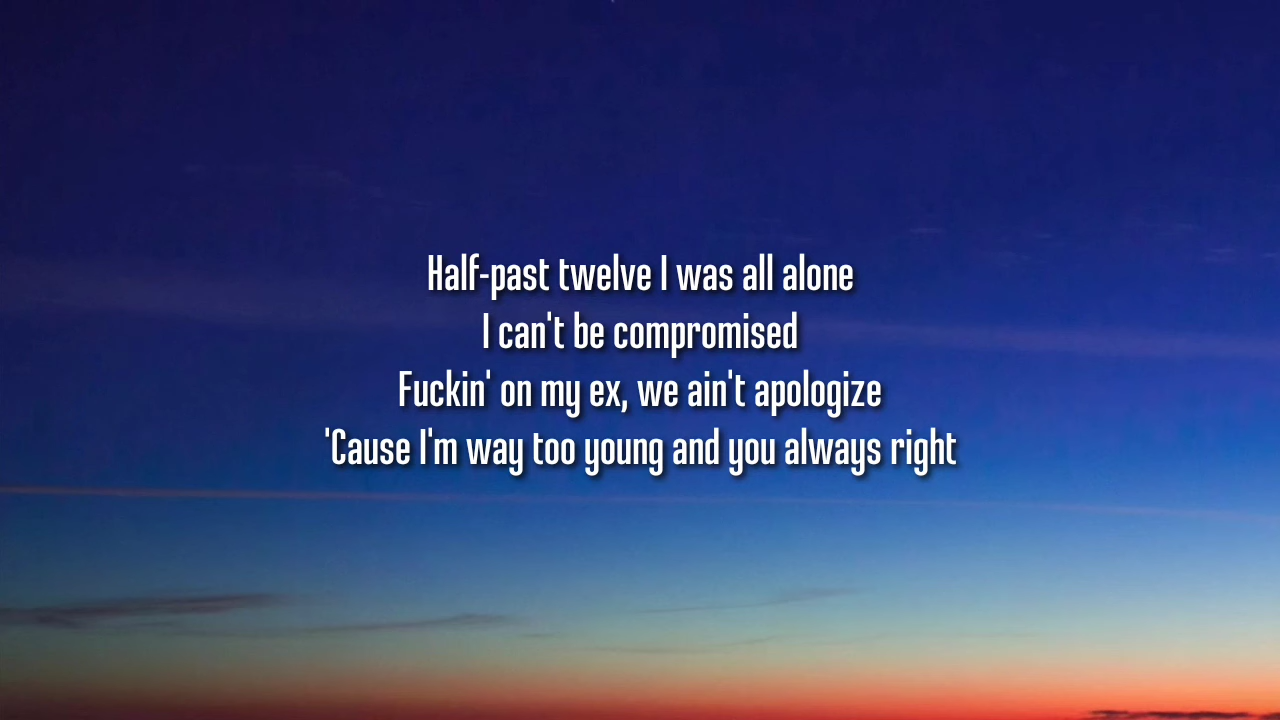 Half-past twelve I was all alone
I can't be compromised
Fuckin' on my ex, we ain't apologize
'Cause I'm way too young and you always right